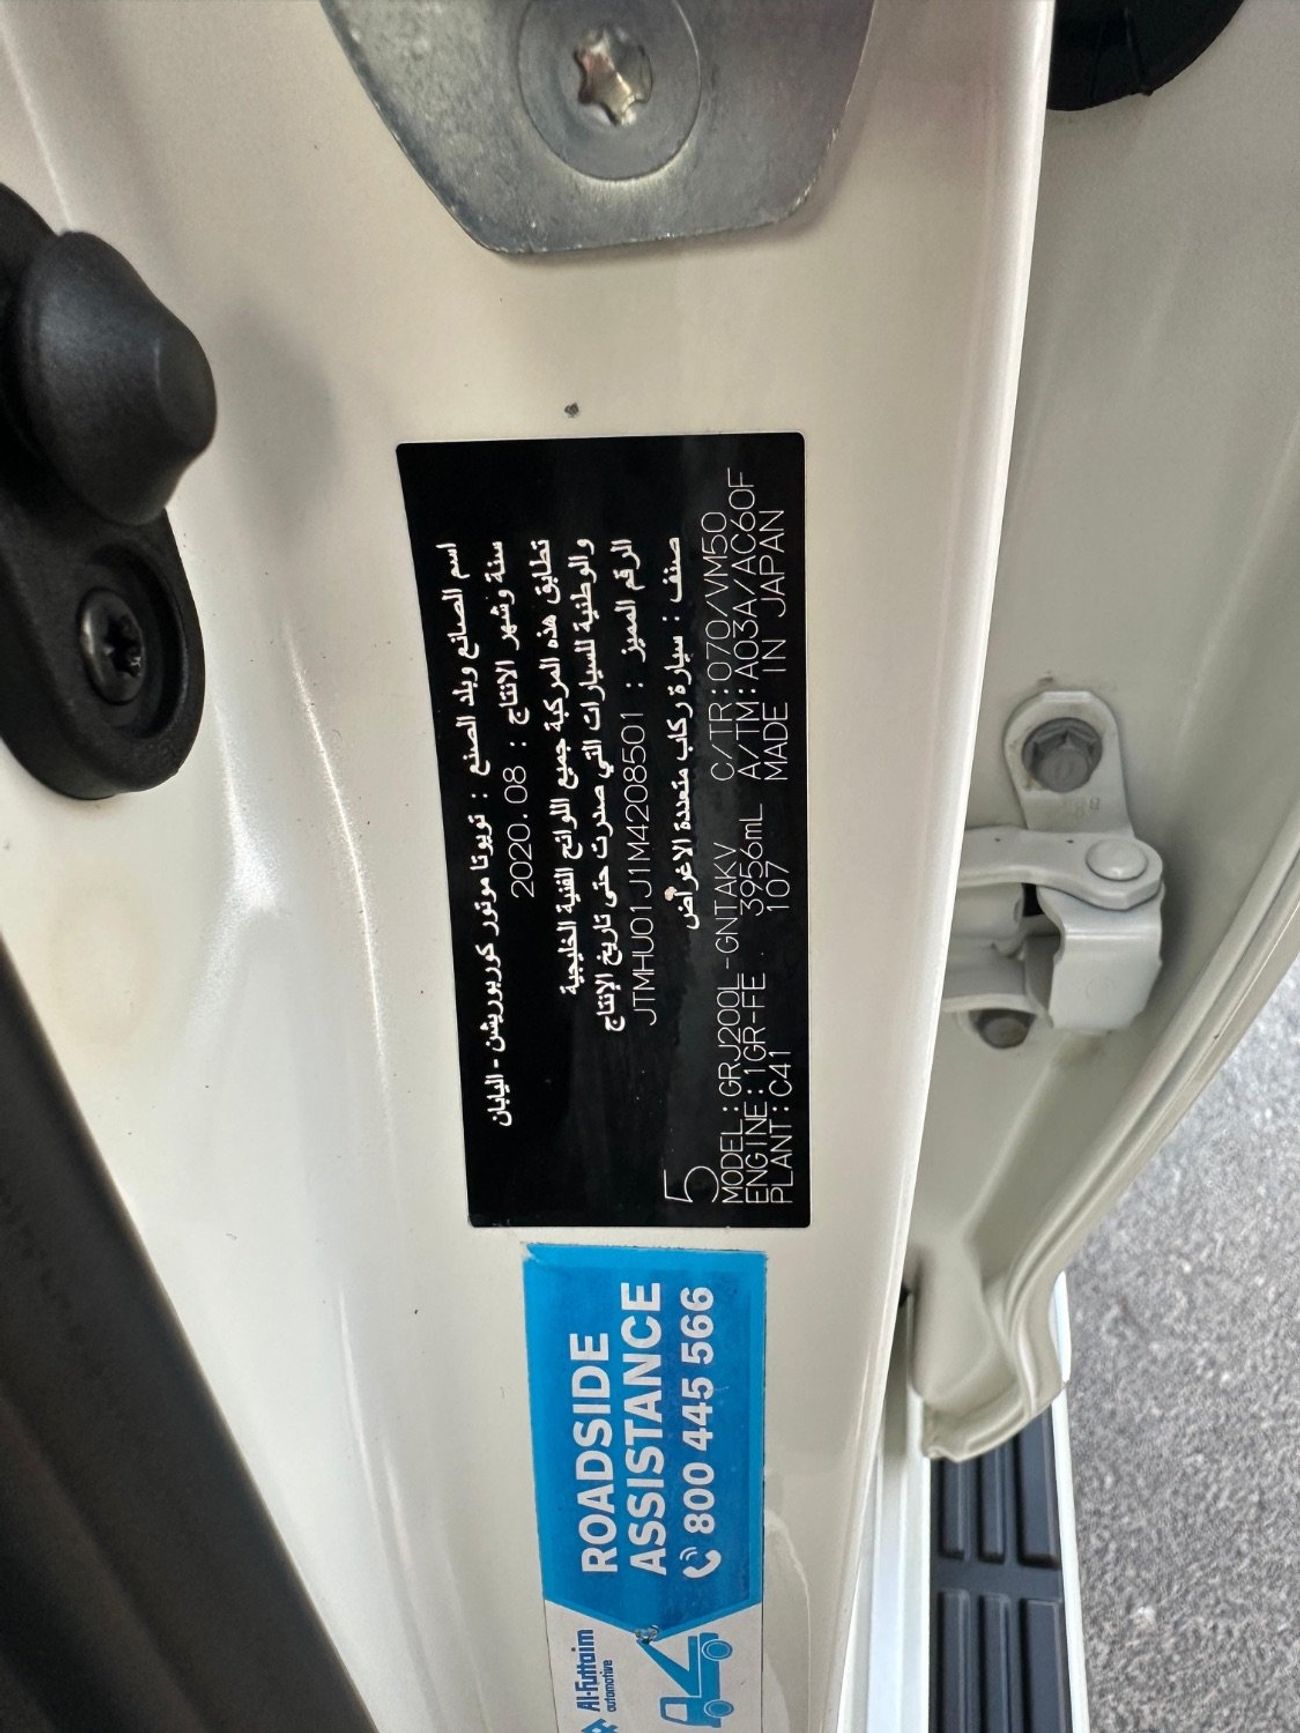 اسم الصانع وبلد الصنع : تويوتا موتور كوربوريشن - اليابان
سنة وشهر الانتاج : 2020.08
تطابق هذه المركبة جميع اللوائح الفنية الخليجية
والوطنية للسيارات التي صدرت حتى تاريخ الإنتاج
الرقم المميز : JTMHU01J1M4208501
صنف : سيارة ركاب متعددة الاغراض
5
MODEL:GRJ200L-GNTAKV C/TR:070/VM50
ENGINE:1GR-FE 3956mL A/TM:A03A/AC60F
PLANT:C41 107 MADE IN JAPAN
ROADSIDE
ASSISTANCE
800 445 566
Al-Futtaim
automotive